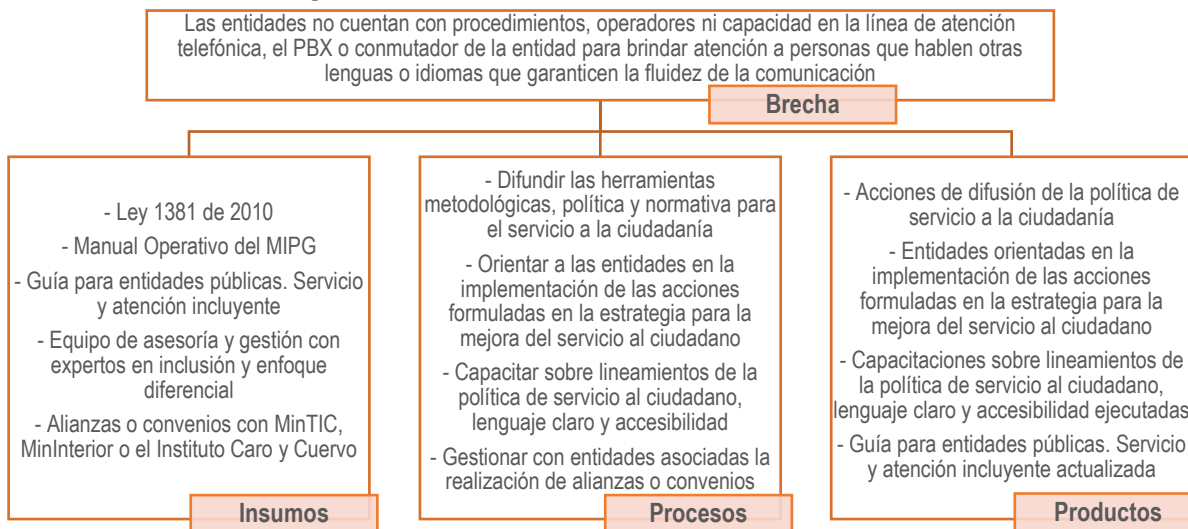 Las entidades no cuentan con procedimientos, operadores ni capacidad en la línea de atención
telefónica, el PBX o conmutador de la entidad para brindar atención a personas que hablen otras
lenguas o idiomas que garanticen la fluidez de la comunicación
Brecha
- Ley 1381 de 2010
- Manual Operativo del MIPG
- Guía para entidades públicas. Servicio
y atención incluyente
- Equipo de asesoría y gestión con
expertos en inclusión y enfoque
diferencial
- Alianzas o convenios con MinTIC,
MinInterior o el Instituto Caro y Cuervo
Insumos
- Difundir las herramientas
metodológicas, política y normativa para
el servicio a la ciudadanía
- Orientar a las entidades en la
implementación de las acciones
formuladas en la estrategia para la
mejora del servicio al ciudadano
- Capacitar sobre lineamientos de la
política de servicio al ciudadano,
lenguaje claro y accesibilidad
- Gestionar con entidades asociadas la
realización de alianzas o convenios
Procesos
- Acciones de difusión de la política de
servicio a la ciudadanía
- Entidades orientadas en la
implementación de las acciones
formuladas en la estrategia para la
mejora del servicio al ciudadano
- Capacitaciones sobre lineamientos de
la política de servicio al ciudadano,
lenguaje claro y accesibilidad ejecutadas
- Guía para entidades públicas. Servicio
y atención incluyente actualizada
Productos